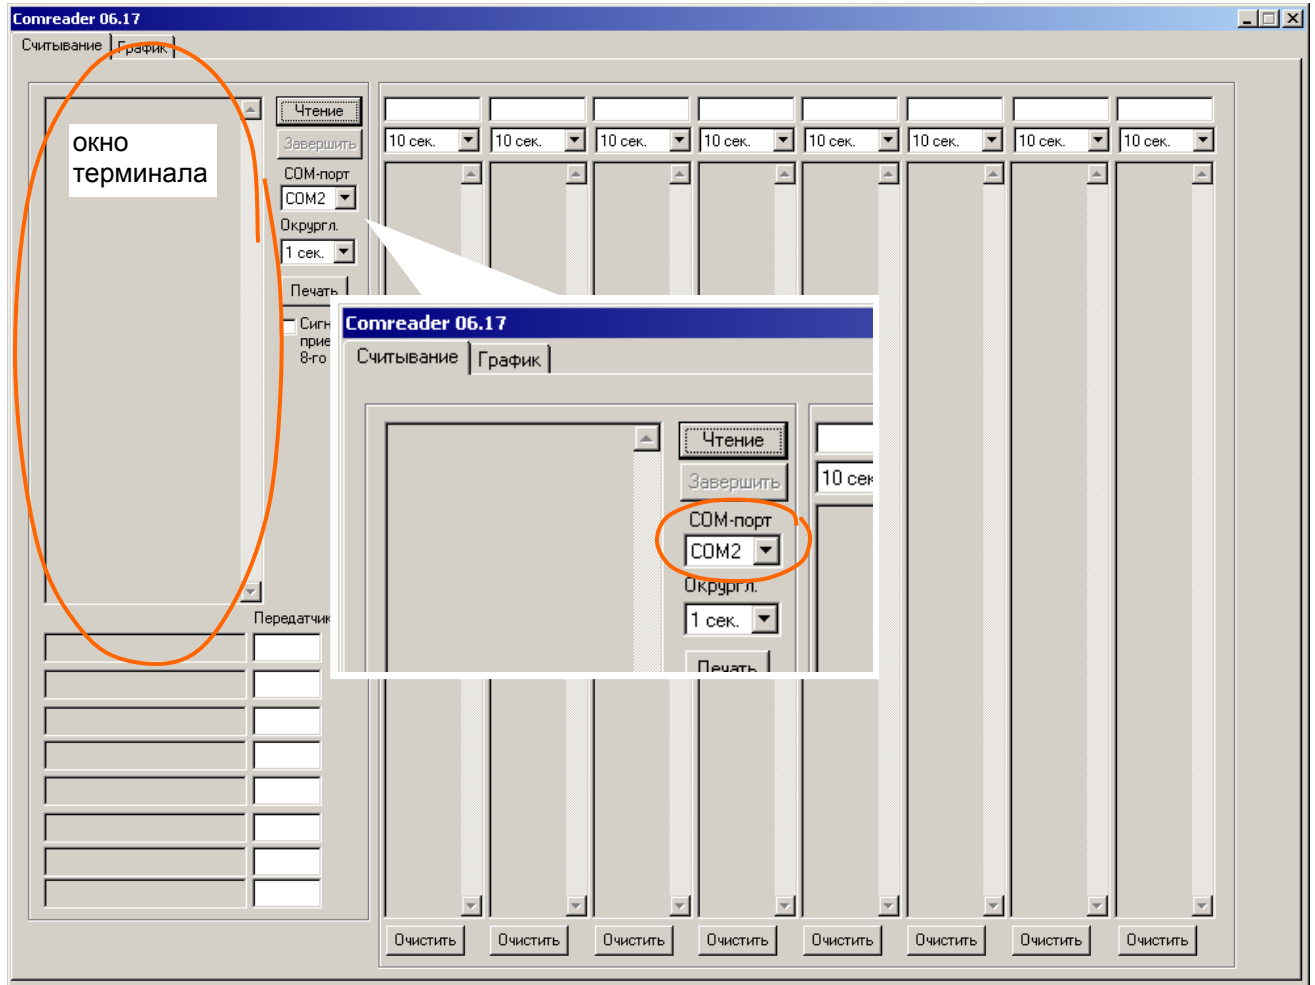 Comreader 06.17
Считывание График
окно
терминала
Чтение
Завершить
COM-порт
COM2
Округл.
1 сек.
Печать
Сигн
прие
8-го
Передатчик
10 сек. 10 сек. 10 сек. 10 сек. 10 сек. 10 сек. 10 сек. 10 сек.
Comreader 06.17
Считывание График
Чтение
Завершить
10 сек
COM-порт
COM2
Округл.
1 сек.
Печать
Очистить Очистить Очистить Очистить Очистить Очистить Очистить Очистить